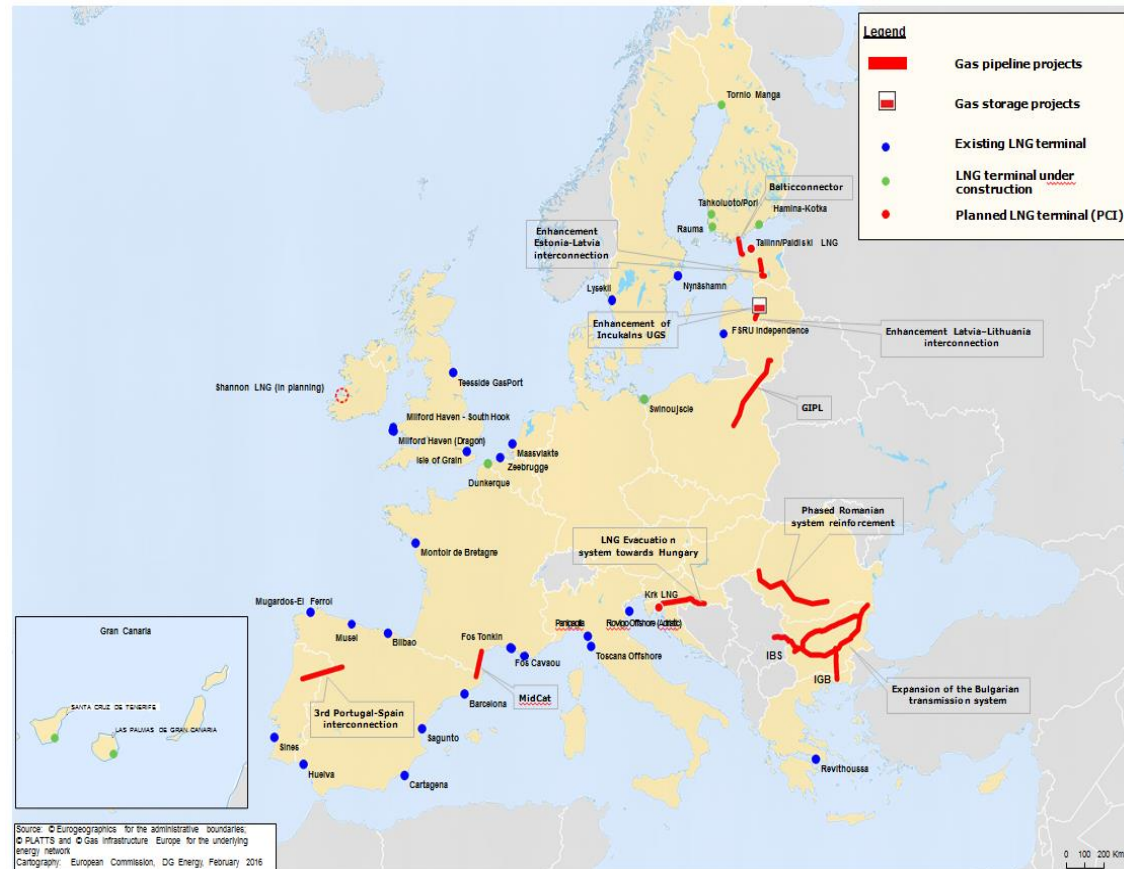 Legend
Gas pipeline projects
Gas storage projects
Existing LNG terminal
LNG terminal under
construction
Planned LNG terminal (PCI)
Tornio Manga
Balticconnector
Tahkoluoto/Pori
Hamina-Kotka
Rauma
Enhancement
Estonia-Latvia
interconnection
Tallinn/Paldiski LNG
Lysekil
Nynäshamn
Enhancement of
Incukalns UGS
FSRU Independence
Enhancement Latvia-Lithuania
interconnection
Shannon LNG (in planning)
Teesside GasPort
Swinoujscie
GIPL
Milford Haven - South Hook
Milford Haven (Dragon)
Isle of Grain
Maasvlakte
Zeebrugge
Dunkerque
Phased Romanian
system reinforcement
LNG Evacuation
system towards Hungary
Montoir de Bretagne
Krk LNG
Mugardos-El Ferrol
Musel
Bilbao
Fos Tonkin
Fos Cavaou
Panigaglia
Rovigo Offshore (Adriatic)
Toscana Offshore
IBS
IGB
Gran Canaria
SANTA CRUZ DE TENERIFE
LAS PALMAS DE GRAN CANARIA
3rd Portugal-Spain
interconnection
MidCat
Barcelona
Expansion of the Bulgarian
transmission system
Sines
Sagunto
Huelva
Cartagena
Revithoussa
Source: © Eurogeographics for the administrative boundaries;
© PLATTS and © Gas Infrastructure Europe for the underlying
energy network
Cartography: European Commission, DG Energy, February 2016
0 100 200 Km